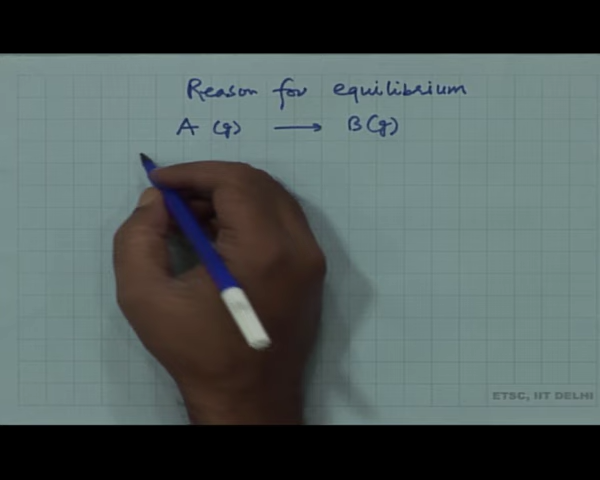 Reason for equilibrium
A (g) ⟶ B(g)
ETSC, IIT DELHI